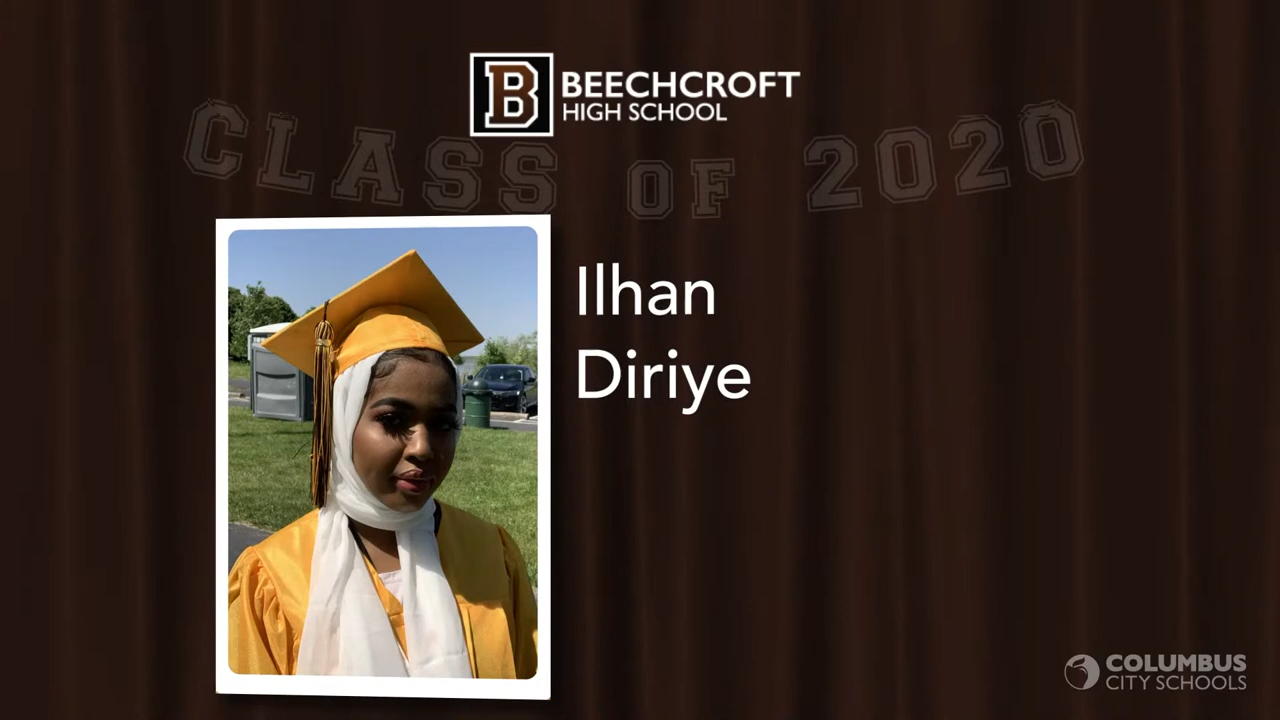 B BEECHCROFT
HIGH SCHOOL
CLASS OF 2020
Ilhan
Diriye
COLUMBUS
CITY SCHOOLS